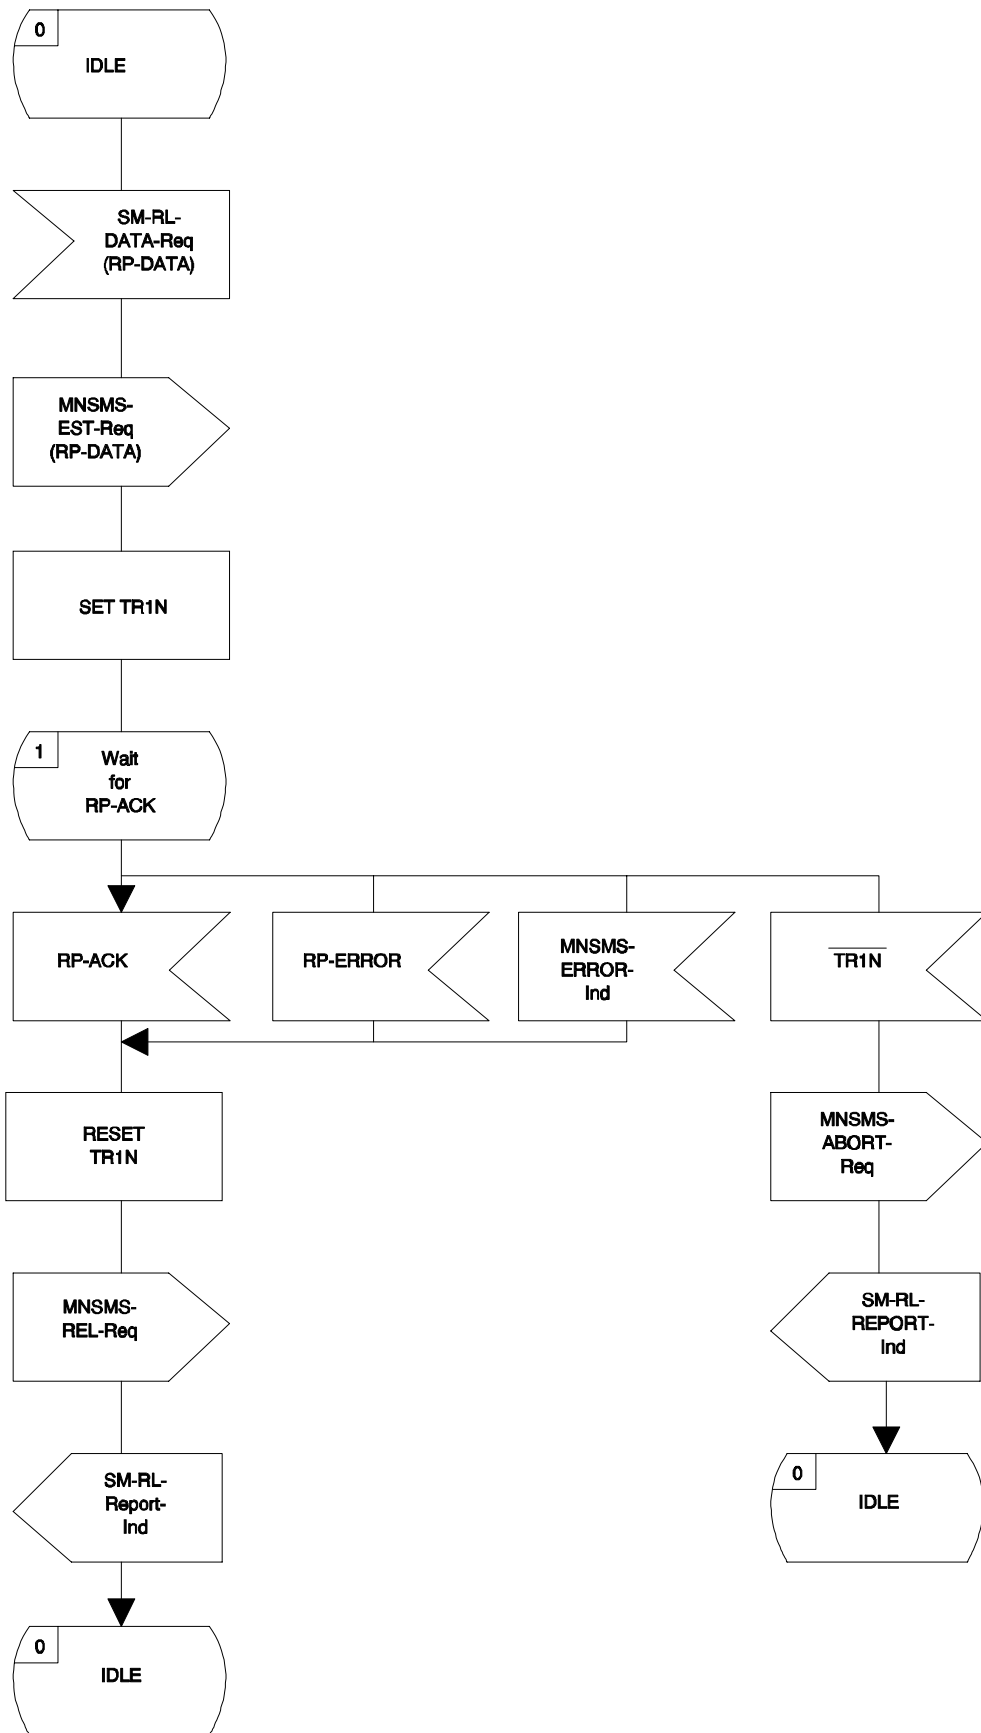 0
IDLE
SM-RL-
DATA-Req
(RP-DATA)
MNSMS-
EST-Req
(RP-DATA)
SET TR1N
1
Wait
for
RP-ACK
RP-ACK
RP-ERROR
MNSMS-
ERROR-
Ind
TR1N
RESET
TR1N
MNSMS-
ABORT-
Req
MNSMS-
REL-Req
SM-RL-
REPORT-
Ind
SM-RL-
Report-
Ind
0
IDLE
0
IDLE